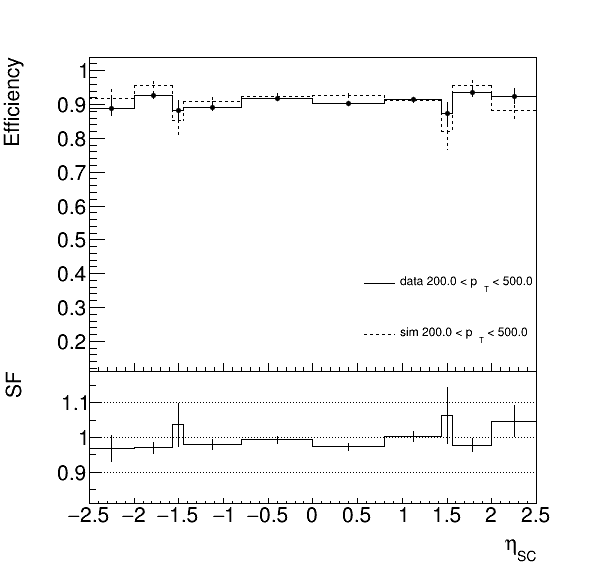 Efficiency
1
0.9
0.8
0.7
0.6
0.5
0.4
0.3
0.2
data 200.0 < p T < 500.0
sim 200.0 < p T < 500.0
SF
1.1
1
0.9
−2.5 −2 −1.5 −1 −0.5 0 0.5 1 1.5 2 2.5
ηSC